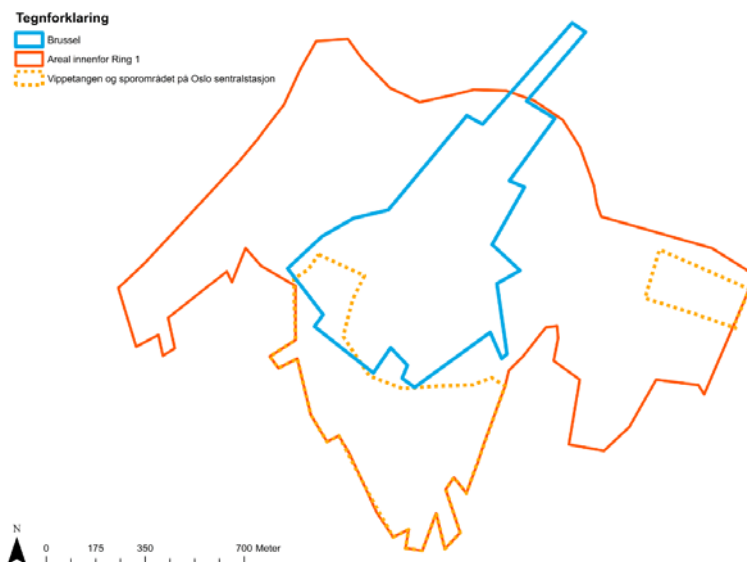 Tegnforklaring
Brussel
Areal innenfor Ring 1
Vippetangen og sporområdet på Oslo sentralstasjon
N
0 175 350 700 Meter